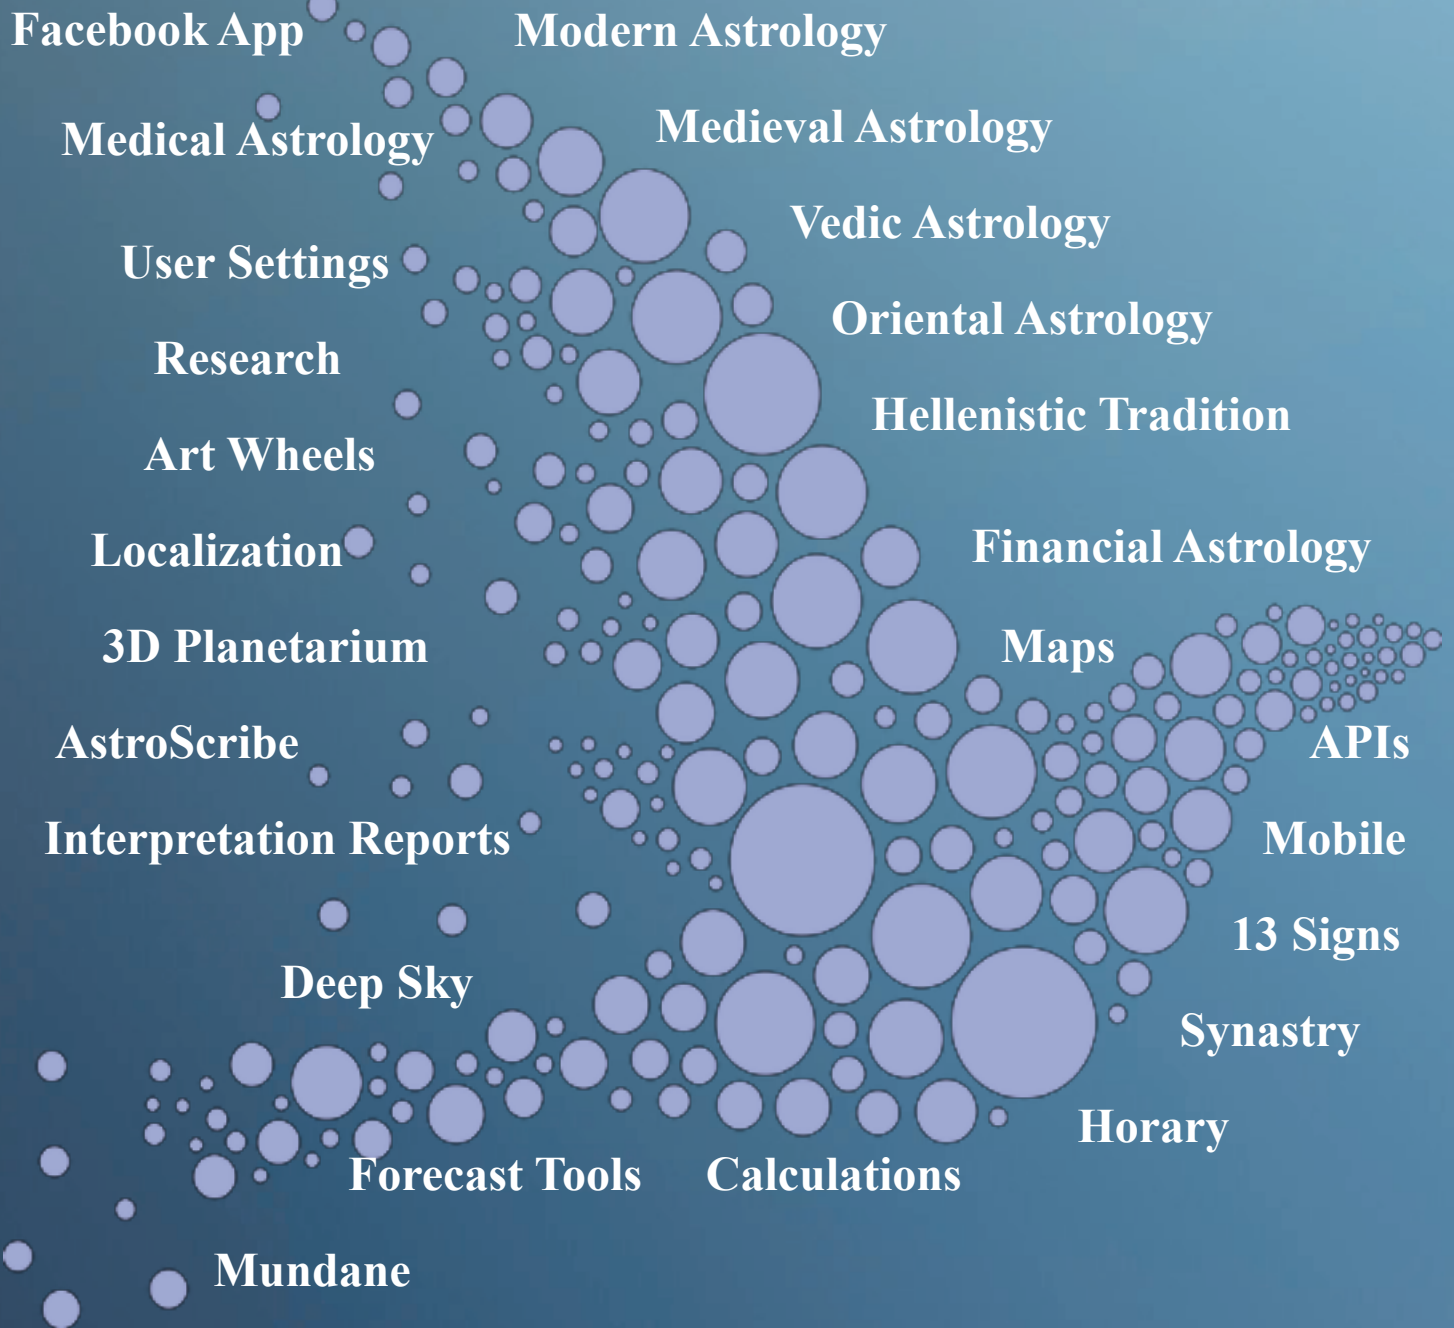 Facebook App
Modern Astrology
Medical Astrology
Medieval Astrology
Vedic Astrology
User Settings
Oriental Astrology
Research
Hellenistic Tradition
Art Wheels
Localization
Financial Astrology
3D Planetarium
Maps
AstroScribe
APIs
Interpretation Reports
Mobile
13 Signs
Deep Sky
Synastry
Horary
Forecast Tools
Calculations
Mundane